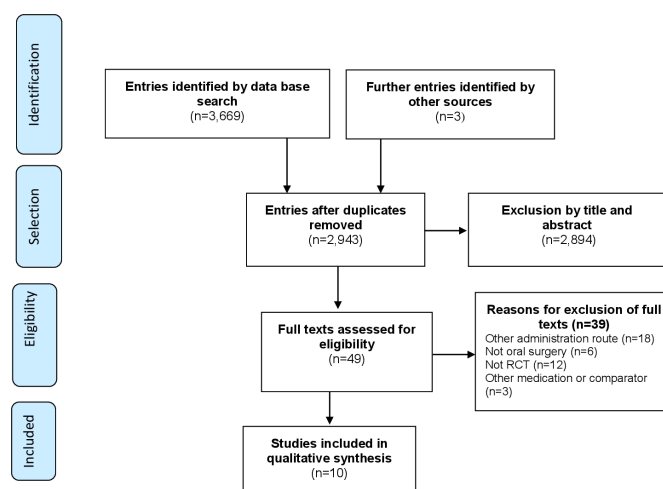 Identification
Entries identified by data base
search
(n=3,669)
Further entries identified by
other sources
(n=3)
Selection
Entries after duplicates
removed
(n=2,943)
Exclusion by title and
abstract
(n=2,894)
Eligibility
Full texts assessed for
eligibility
(n=49)
Reasons for exclusion of full
texts (n=39)
Other administration route (n=18)
Not oral surgery (n=6)
Not RCT (n=12)
Other medication or comparator
(n=3)
Included
Studies included in
qualitative synthesis
(n=10)